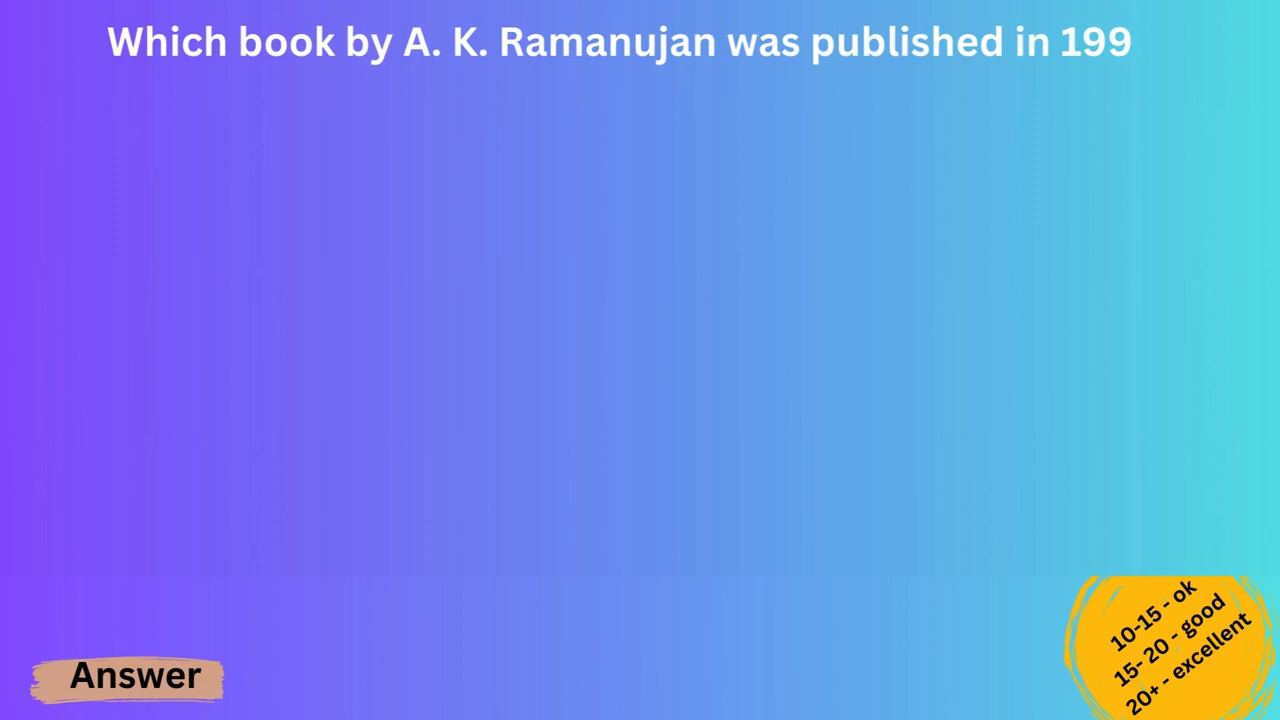 Which book by A. K. Ramanujan was published in 199
10-15 - ok
15- 20 - good
20+ - excellent
Answer